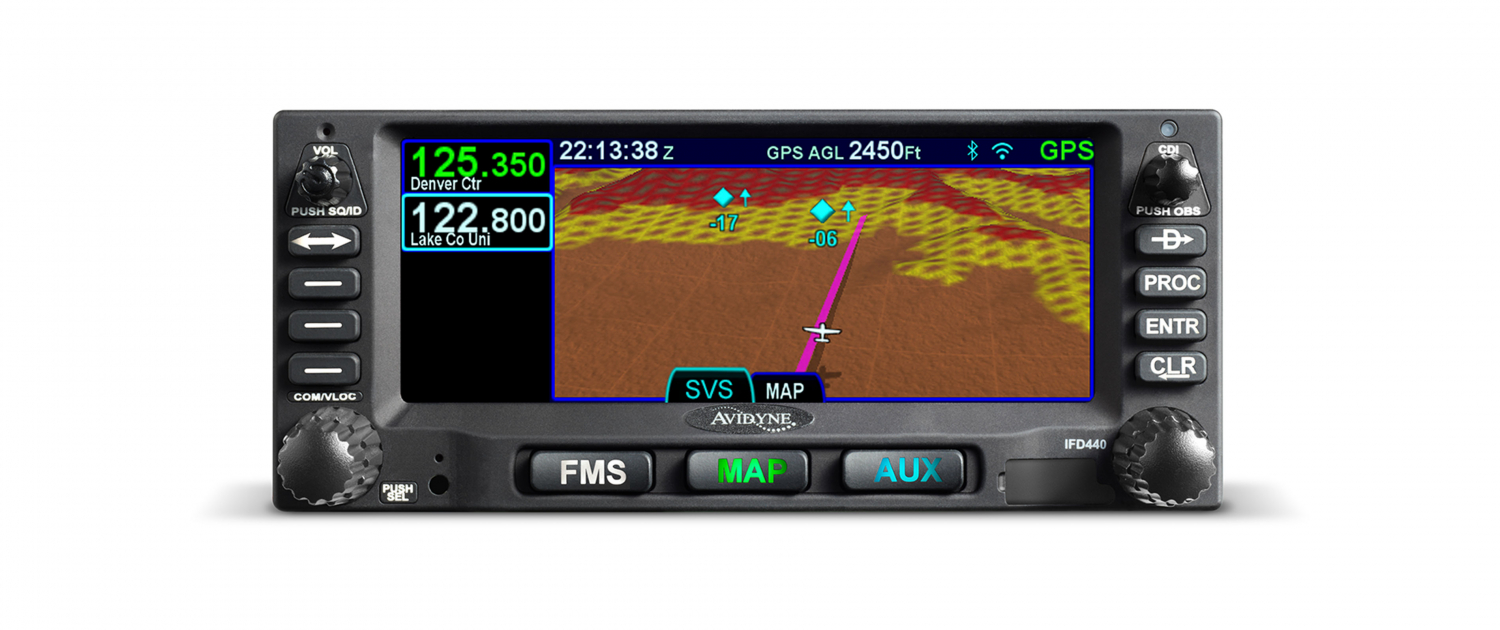 VOL
PUSH SQ/ID
COM/VLOC
PUSH
SEL
125.350
Denver Ctr
122.800
Lake Co Uni
22:13:38 Z
GPS AGL 2450Ft
GPS
-17
-06
SVS
MAP
AVIDYNE
FMS
MAP
AUX
CDI
PUSH OBS
D
PROC
ENTR
CLR
IFD440